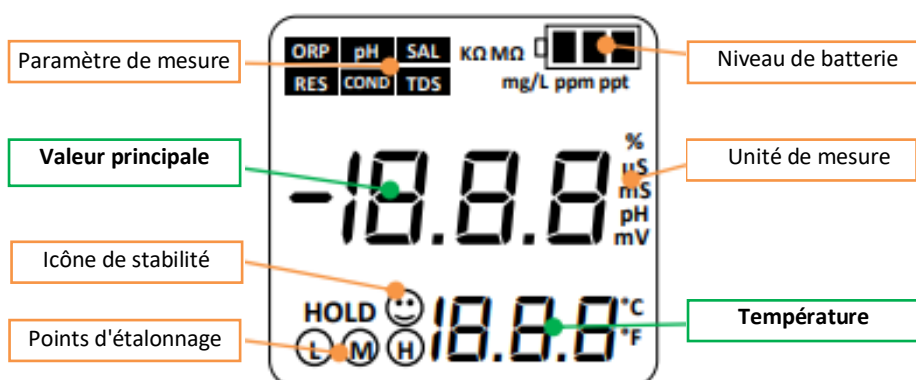 Paramètre de mesure
ORP pH SAL
RES COND TDS
KΩ MΩ
mg/L ppm ppt
Niveau de batterie
Valeur principale
-18.8.8
%
µS
mS
pH
mV
Unité de mesure
Icône de stabilité
HOLD
L M H
Points d'étalonnage
18.8.8
°C
°F
Température